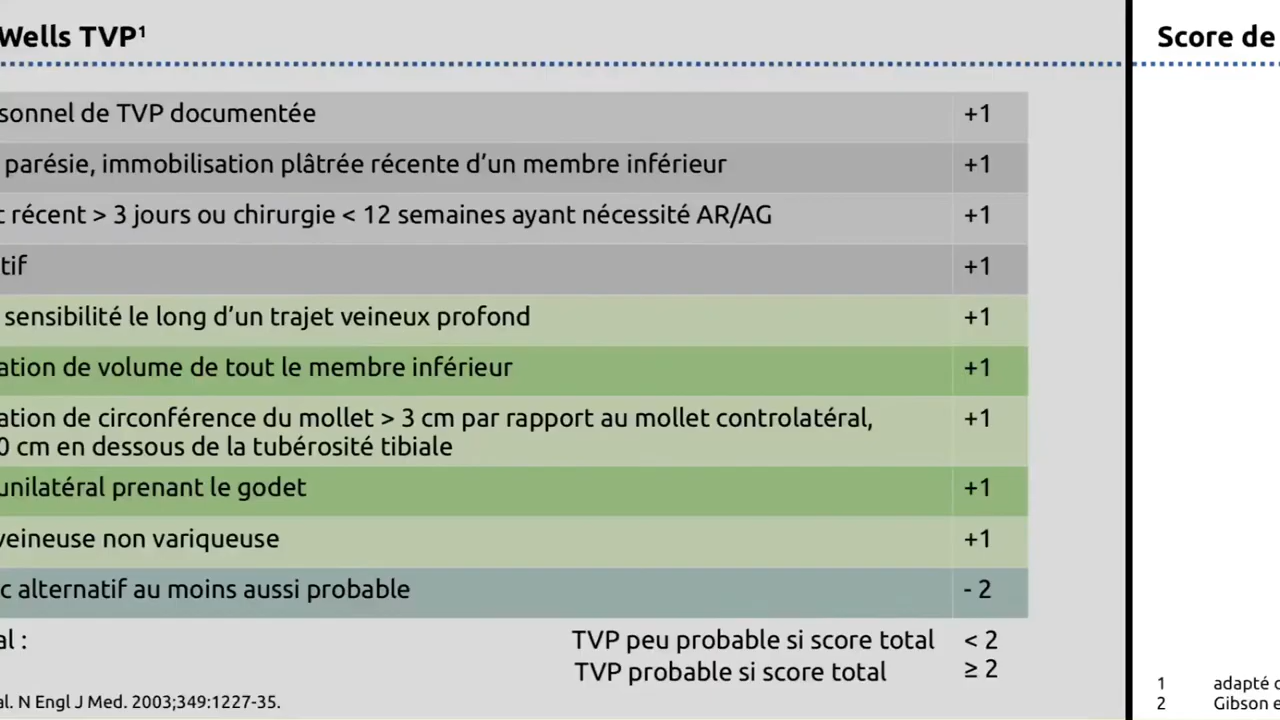 Wells TVP¹
sonnel de TVP documentée +1
parésie, immobilisation plâtrée récente d’un membre inférieur +1
t récent > 3 jours ou chirurgie < 12 semaines ayant nécessité AR/AG +1
tif +1
sensibilité le long d’un trajet veineux profond +1
ation de volume de tout le membre inférieur +1
ation de circonférence du mollet > 3 cm par rapport au mollet controlatéral, +1
0 cm en dessous de la tubérosité tibiale
unilatéral prenant le godet +1
veineuse non variqueuse +1
c alternatif au moins aussi probable - 2
al : TVP peu probable si score total < 2
TVP probable si score total ≥ 2
al. N Engl J Med. 2003;349:1227-35.
Score de
1 adapté d
2 Gibson e